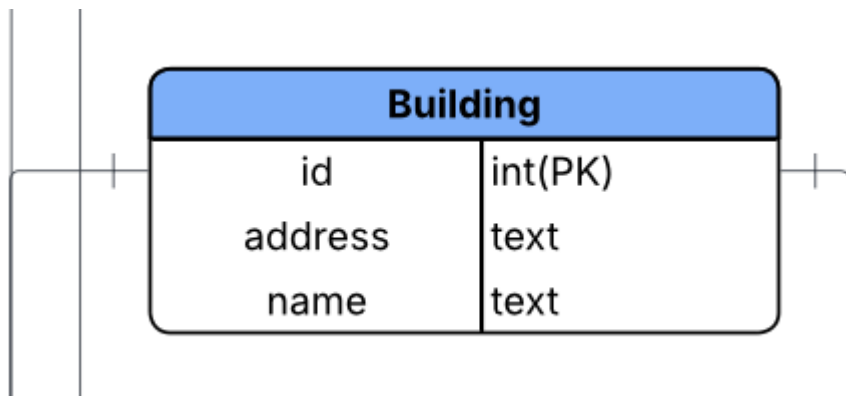 Building
id int(PK)
address text
name text